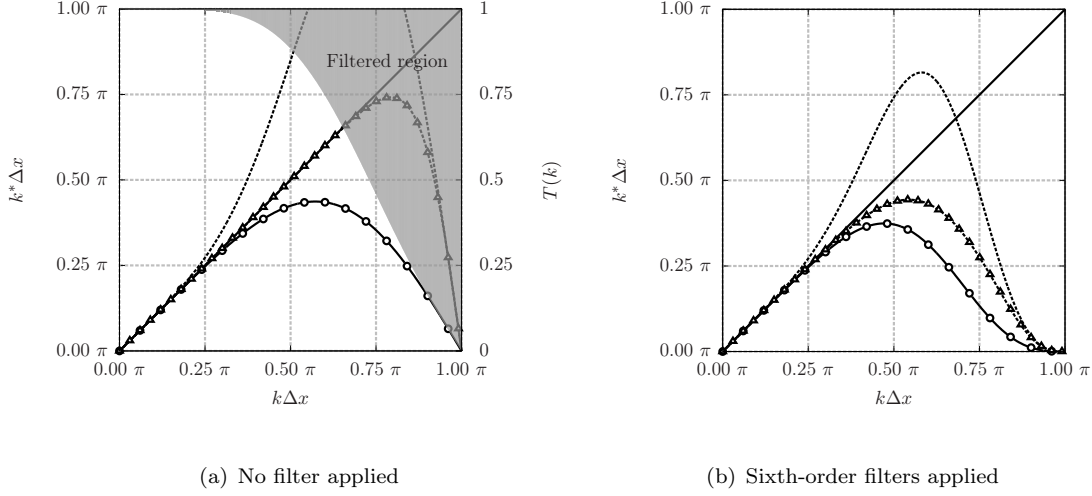 1.00 π
0.75 π
0.50 π
0.25 π
0.00 π
k*Δx
0.00 π 0.25 π 0.50 π 0.75 π 1.00 π
kΔx
Filtered region
1
0.75
0.5
0.25
0
T(k)
(a) No filter applied
1.00 π
0.75 π
0.50 π
0.25 π
0.00 π
k*Δx
0.00 π 0.25 π 0.50 π 0.75 π 1.00 π
kΔx
(b) Sixth-order filters applied